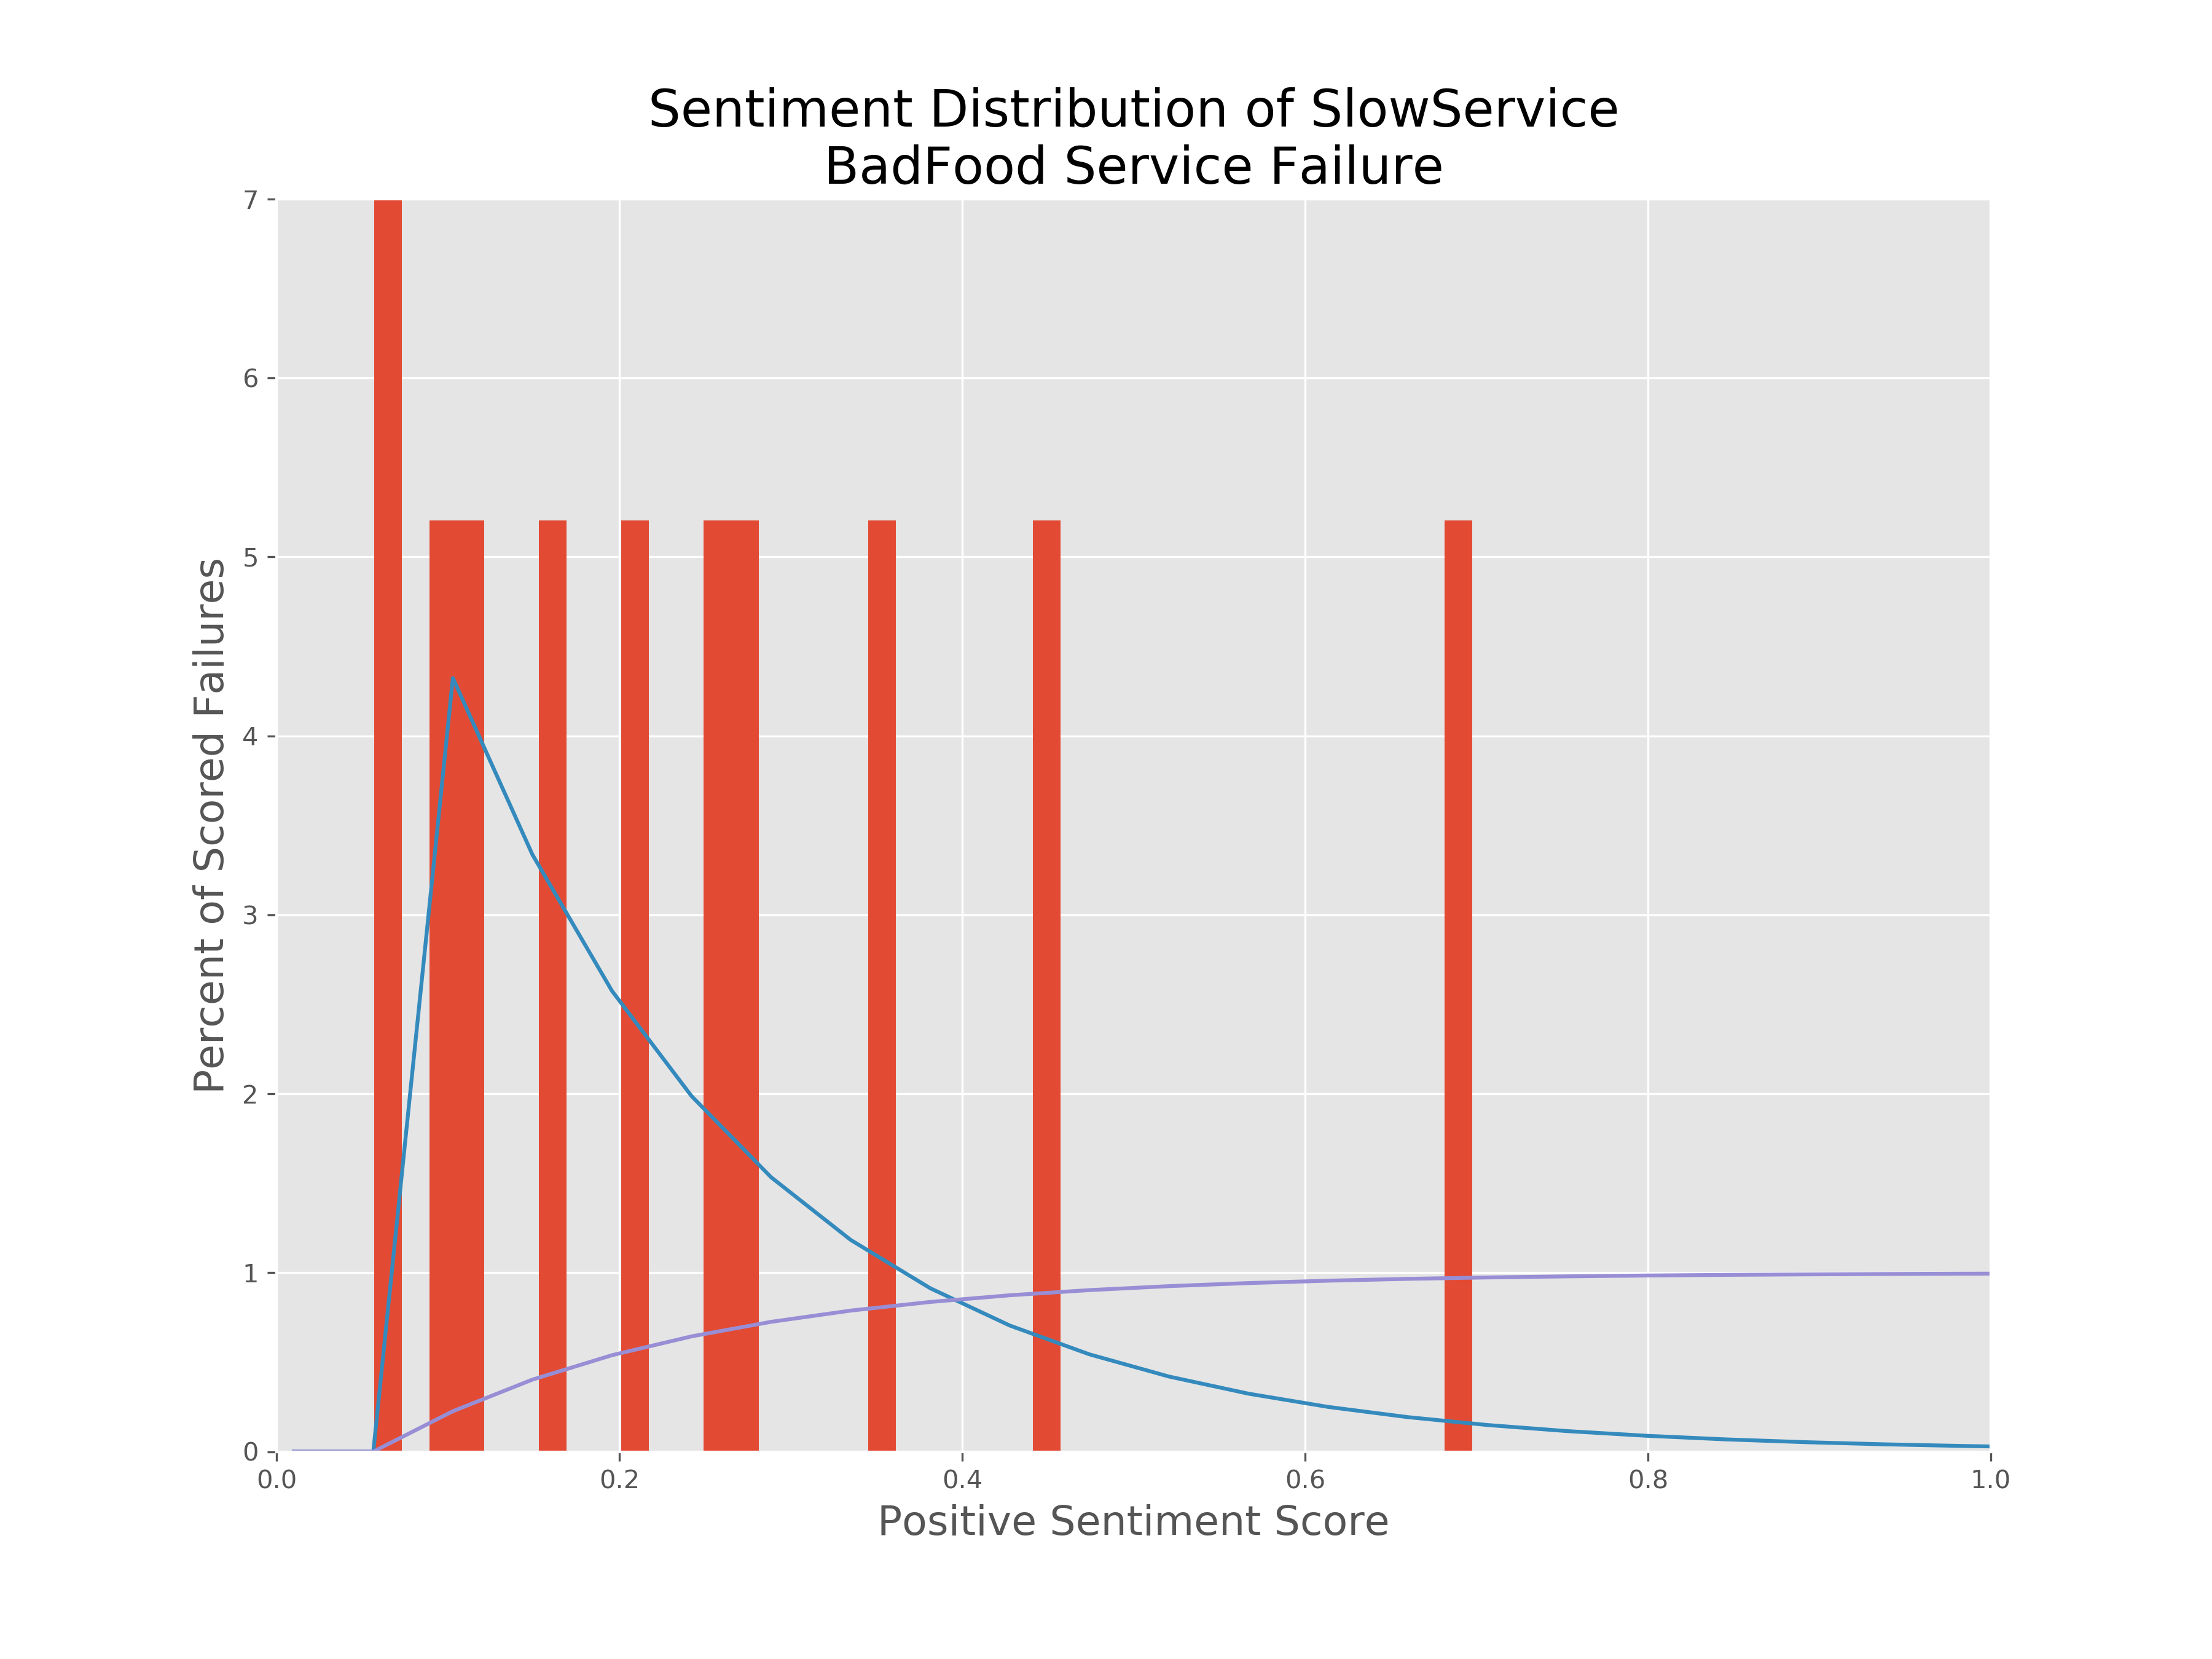 Sentiment Distribution of SlowService
BadFood Service Failure
7
6
5
4
3
2
1
0
Percent of Scored Failures
0.0 0.2 0.4 0.6 0.8 1.0
Positive Sentiment Score